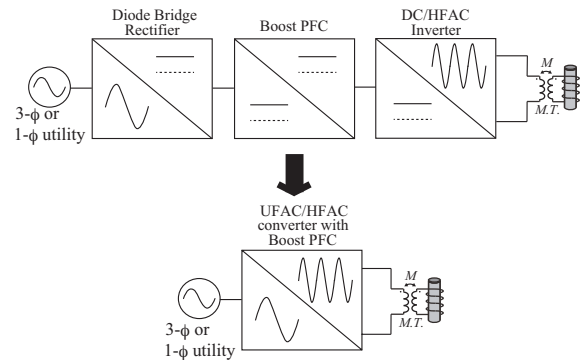 Diode Bridge
Rectifier
Boost PFC
DC/HFAC
Inverter
M
M.T.
3-ϕ or
1-ϕ utility
UFAC/HFAC
converter with
Boost PFC
M
M.T.
3-ϕ or
1-ϕ utility